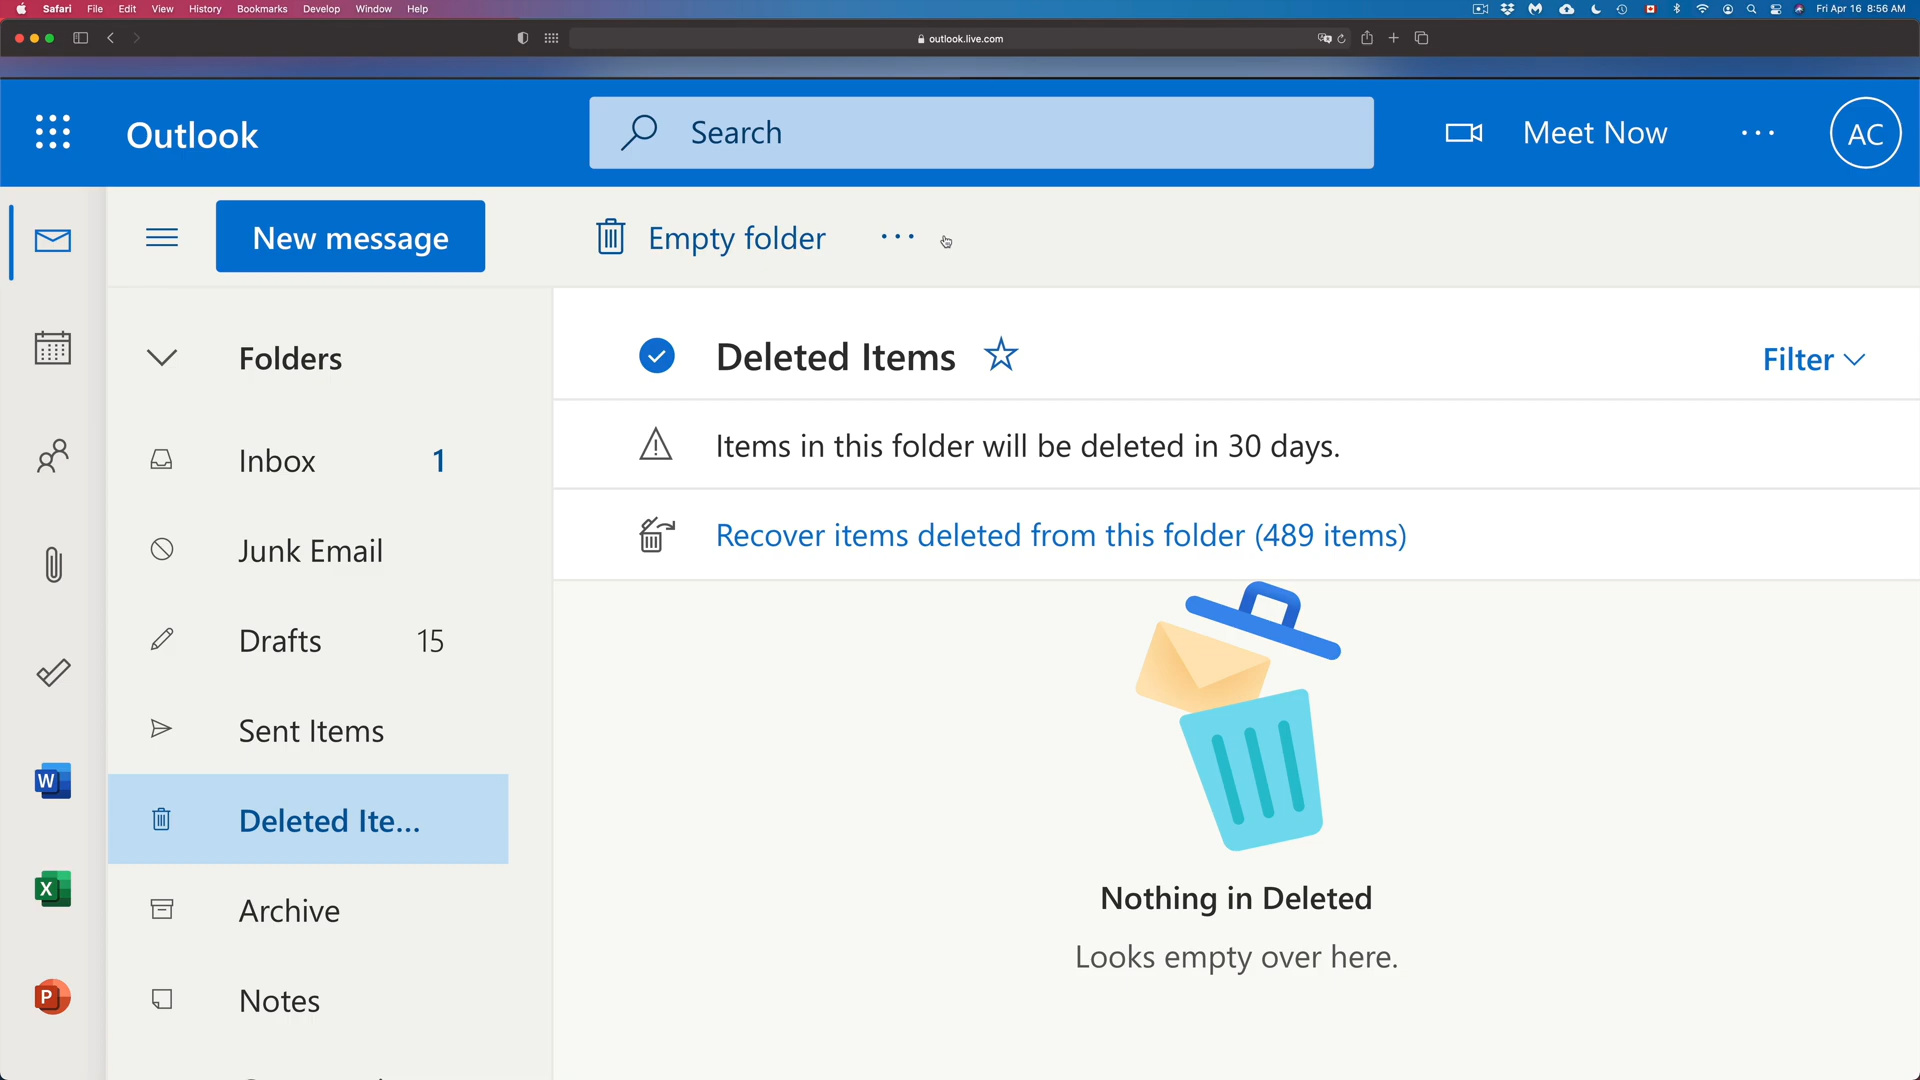 Safari File Edit View History Bookmarks Develop Window Help Fri Apr 16 8:56 AM
outlook.live.com
Outlook Search Meet Now ··· AC
New message Empty folder ···
Folders
Inbox 1
Junk Email
Drafts 15
Sent Items
Deleted Ite...
Archive
Notes
Deleted Items Filter
Items in this folder will be deleted in 30 days.
Recover items deleted from this folder (489 items)
Nothing in Deleted
Looks empty over here.
W
X
P